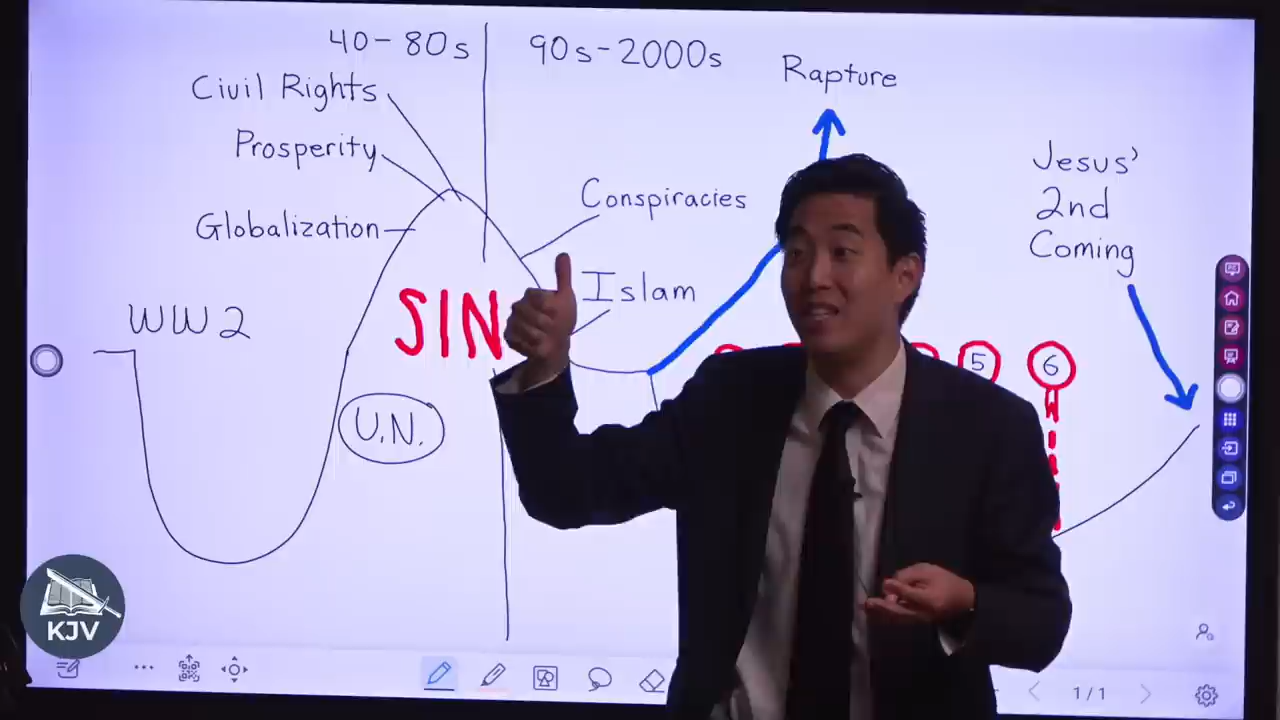 40-80s
90s-2000s
Civil Rights
Rapture
Prosperity
Jesus'
2nd
Coming
Conspiracies
Globalization
Islam
WW2
SIN
5
6
U.N.
KJV
1/1